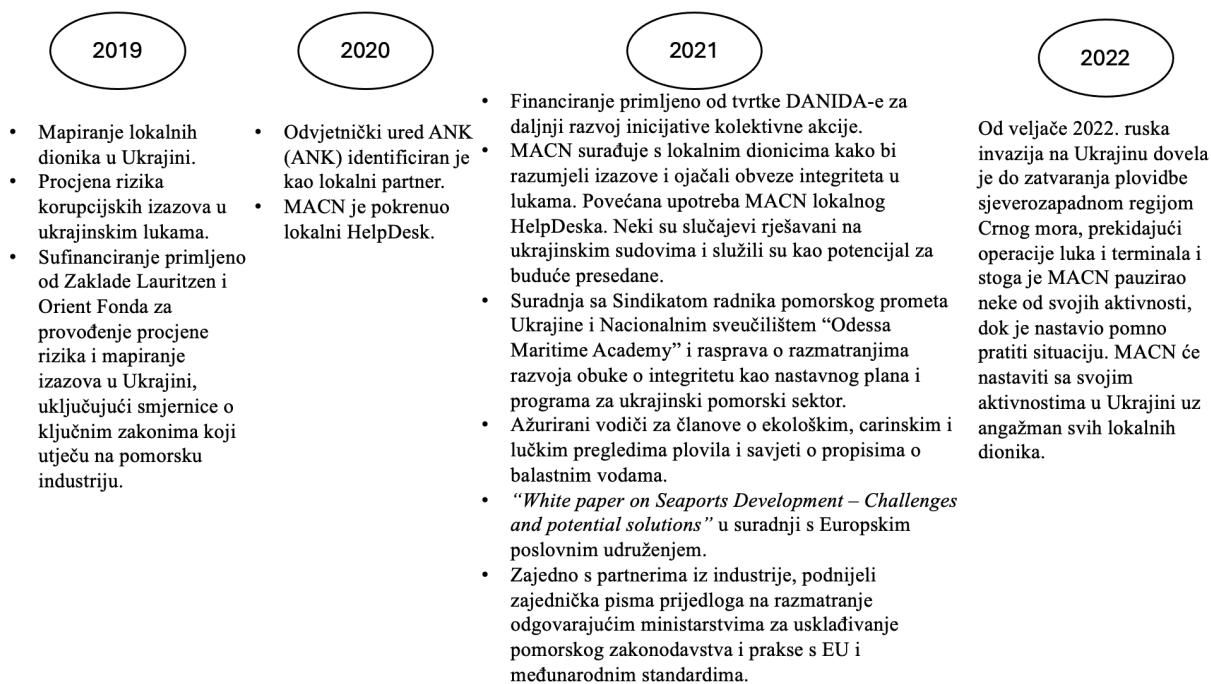 2019
Mapiranje lokalnih
dionika u Ukrajini.
Procjena rizika
korupcijskih izazova u
ukrajinskim lukama.
Sufinanciranje primljeno
od Zaklade Lauritzen i
Orient Fonda za
provođenje procjene
rizika i mapiranje
izazova u Ukrajini,
uključujući smjernice o
ključnim zakonima koji
utječu na pomorsku
industriju.
2020
Odvjetnički ured ANK
(ANK) identificiran je
kao lokalni partner.
MACN je pokrenuo
lokalni HelpDesk.
2021
Financiranje primljeno od tvrtke DANIDA-e za
daljnji razvoj inicijative kolektivne akcije.
MACN surađuje s lokalnim dionicima kako bi
razumjeli izazove i ojačali obveze integriteta u
lukama. Povećana upotreba MACN lokalnog
HelpDeska. Neki su slučajevi rješavani na
ukrajinskim sudovima i služili su kao potencijal za
buduće presedane.
Suradnja sa Sindikatom radnika pomorskog prometa
Ukrajine i Nacionalnim sveučilištem “Odessa
Maritime Academy” i rasprava o razmatranjima
razvoja obuke o integritetu kao nastavnog plana i
programa za ukrajinski pomorski sektor.
Ažurirani vodiči za članove o ekološkim, carinskim i
lučkim pregledima plovila i savjeti o propisima o
balastnim vodama.
“White paper on Seaports Development – Challenges
and potential solutions” u suradnji s Europskim
poslovnim udruženjem.
Zajedno s partnerima iz industrije, podnijeli
zajednička pisma prijedloga na razmatranje
odgovarajućim ministarstvima za usklađivanje
pomorskog zakonodavstva i prakse s EU i
međunarodnim standardima.
2022
Od veljače 2022. ruska
invazija na Ukrajinu dovela
je do zatvaranja plovidbe
sjeverozapadnom regijom
Crnog mora, prekidajući
operacije luka i terminala i
stoga je MACN pauzirao
neke od svojih aktivnosti,
dok je nastavio pomno
pratiti situaciju. MACN će
nastaviti sa svojim
aktivnostima u Ukrajini uz
angažman svih lokalnih
dionika.